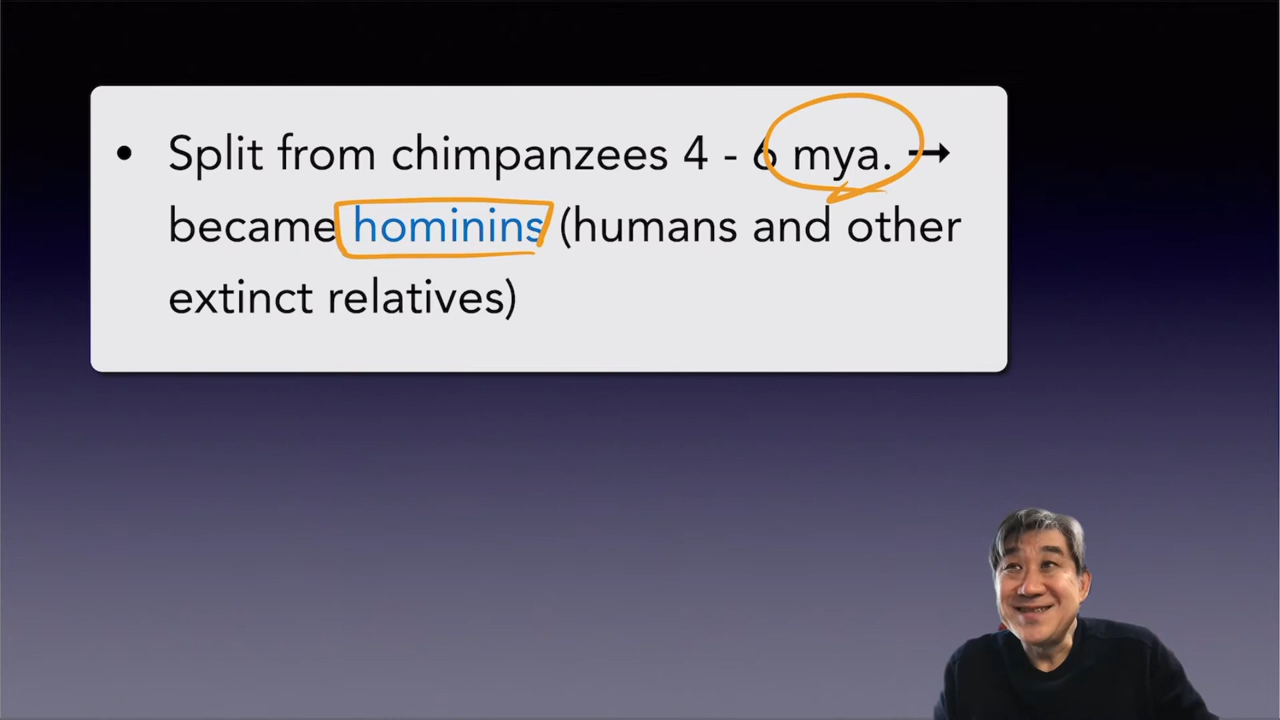 • Split from chimpanzees 4 - 6 mya. →
became hominins (humans and other
extinct relatives)